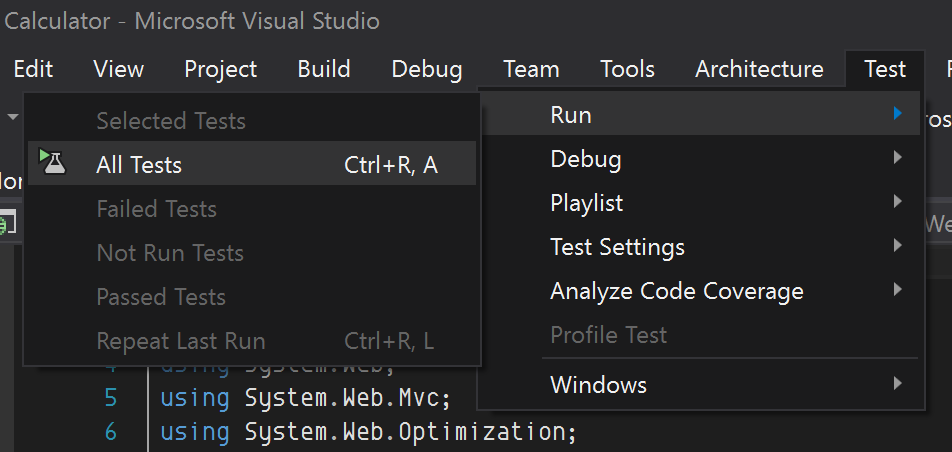 Calculator - Microsoft Visual Studio
Edit View Project Build Debug Team Tools Architecture Test
Selected Tests
All Tests Ctrl+R, A
Failed Tests
Not Run Tests
Passed Tests
Repeat Last Run Ctrl+R, L
Run
Debug
Playlist
Test Settings
Analyze Code Coverage
Profile Test
Windows
4 using System.Web;
5 using System.Web.Mvc;
6 using System.Web.Optimization;